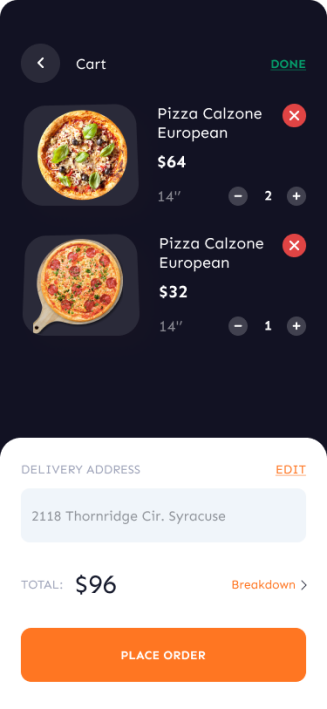 Cart
DONE
Pizza Calzone
European
$64
14"
2
Pizza Calzone
European
$32
14"
1
DELIVERY ADDRESS
EDIT
2118 Thornridge Cir. Syracuse
TOTAL: $96
Breakdown
PLACE ORDER